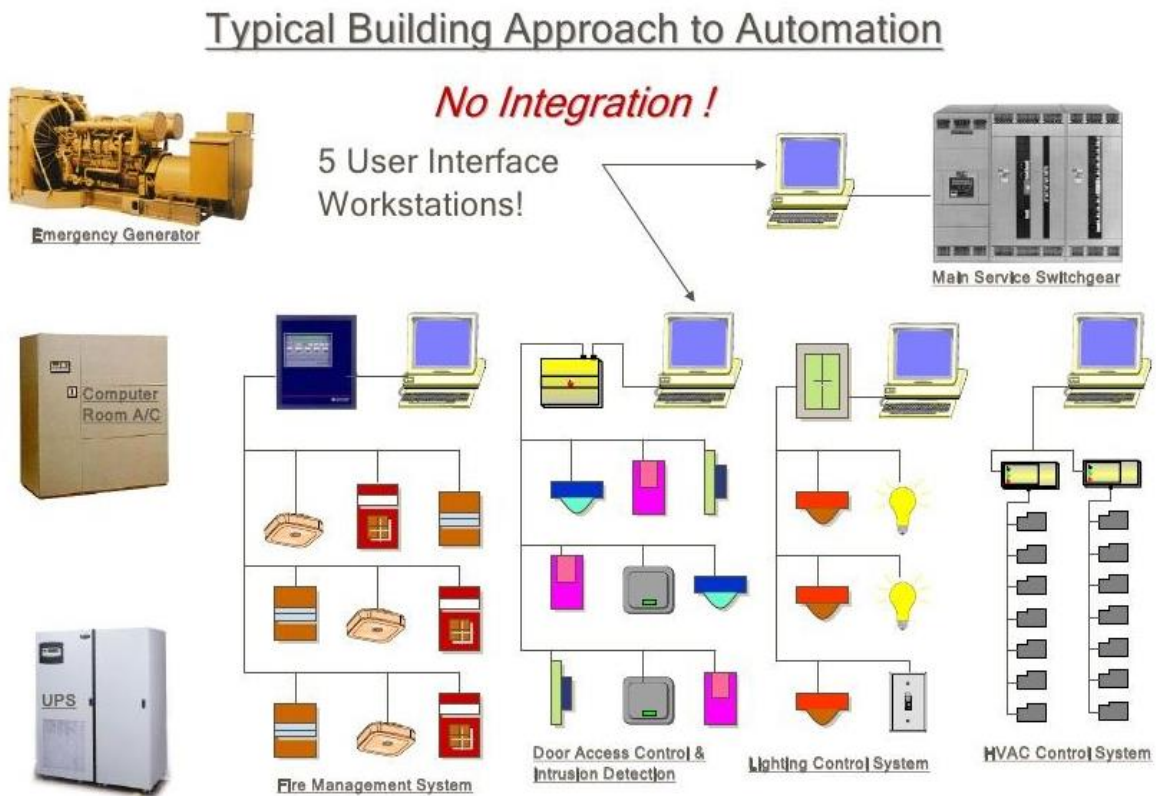 Typical Building Approach to Automation
No Integration !
5 User Interface
Workstations!
Emergency Generator
Main Service Switchgear
Computer
Room A/C
UPS
Fire Management System
Door Access Control &
Intrusion Detection
Lighting Control System
HVAC Control System